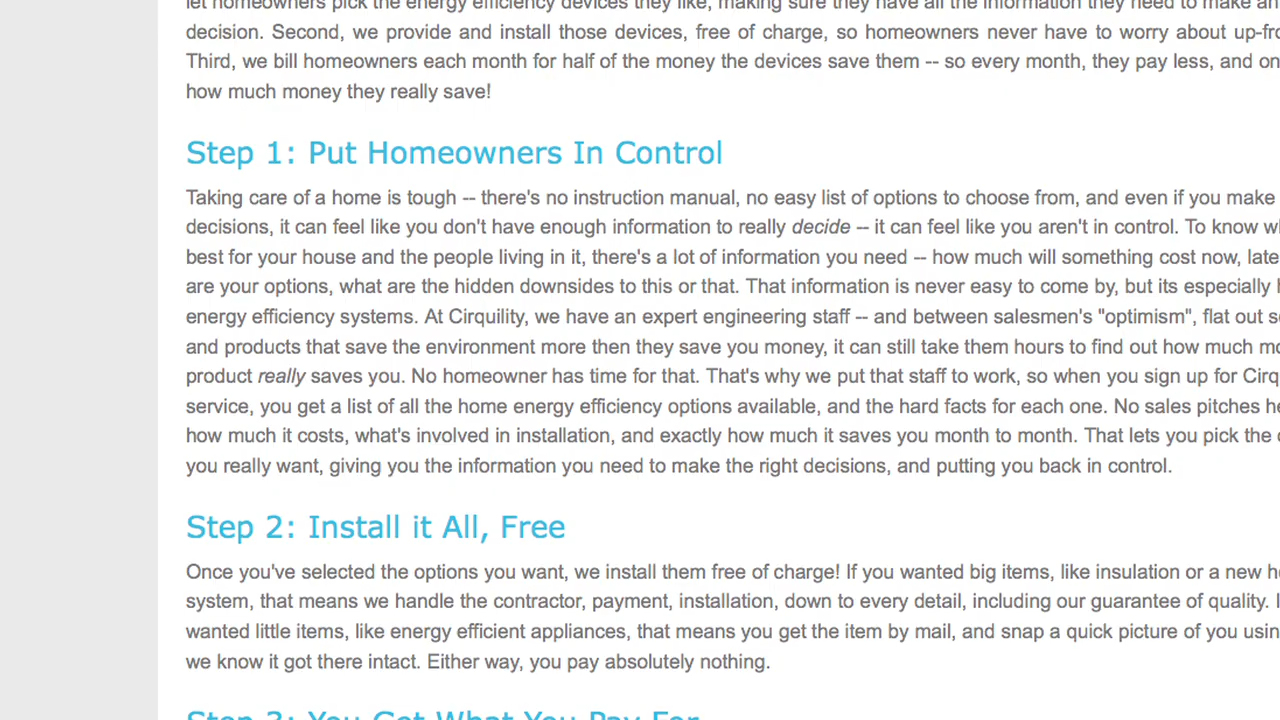 let homeowners pick the energy efficiency devices they like, making sure they have all the information they need to make an
decision. Second, we provide and install those devices, free of charge, so homeowners never have to worry about
Third, we bill homeowners each month for half of the money the devices save them -- so every month, they pay less, and
how much money they really save!
Step 1: Put Homeowners In Control
Taking care of a home is tough -- there's no instruction manual, no easy list of options to choose from, and even if you make
decisions, it can feel like you don't have enough information to really decide -- it can feel like you aren't in control. To know
best for your house and the people living in it, there's a lot of information you need -- how much will something cost now,
are your options, what are the hidden downsides to this or that. That information is never easy to come by, but its especially
energy efficiency systems. At Cirquility, we have an expert engineering staff -- and between salesmen's "optimism", flat out
and products that save the environment more then they save you money, it can still take them hours to find out how much
product really saves you. No homeowner has time for that. That's why we put that staff to work, so when you sign up for
service, you get a list of all the home energy efficiency options available, and the hard facts for each one. No sales pitches
how much it costs, what's involved in installation, and exactly how much it saves you month to month. That lets you pick the
you really want, giving you the information you need to make the right decisions, and putting you back in control.
Step 2: Install it All, Free
Once you've selected the options you want, we install them free of charge! If you wanted big items, like insulation or a new
system, that means we handle the contractor, payment, installation, down to every detail, including our guarantee of quality.
wanted little items, like energy efficient appliances, that means you get the item by mail, and snap a quick picture of you
we know it got there intact. Either way, you pay absolutely nothing.
Step 3: You Get What You Pay For